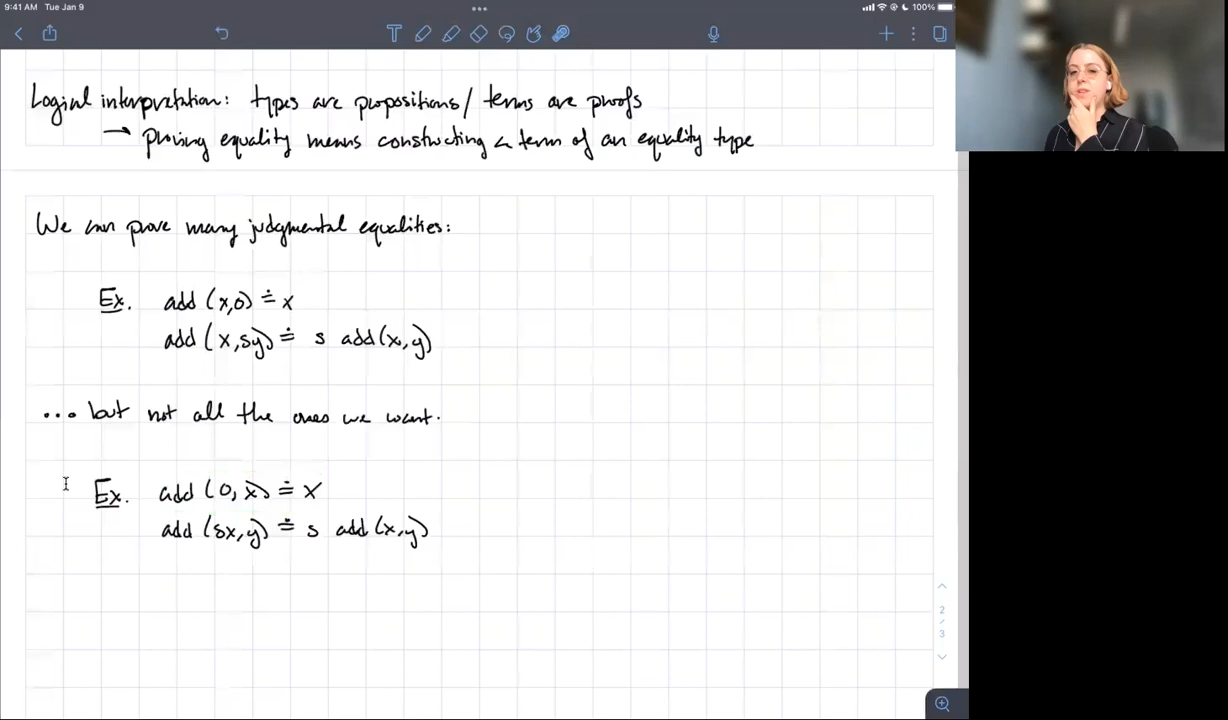 9:41 AM Tue Jan 9
100%
Logical interpretation: types are propositions/ terms are proofs
→ proving equality means constructing a term of an equality type
We can prove many judgmental equalities:
Ex. add (x,0) ≐ x
add (x,sy) ≐ s add(x,y)
... but not all the ones we want.
Ex. add (0,x) ≐ x
add (sx,y) ≐ s add(x,y)
2
/
3